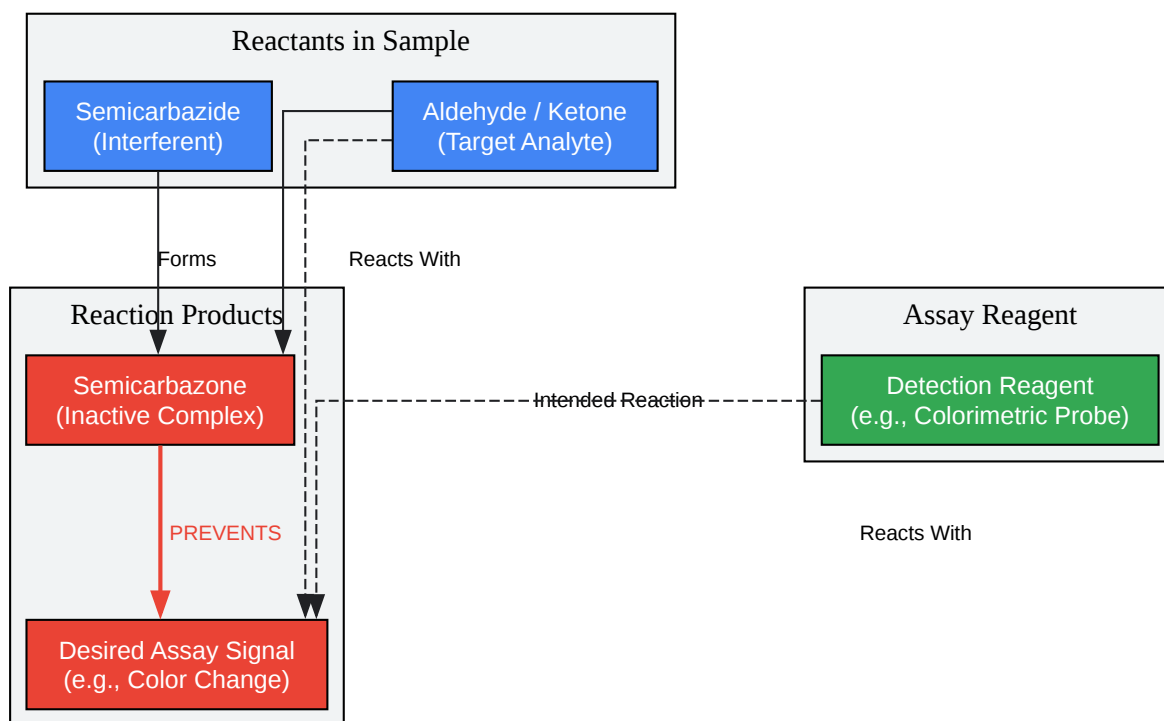 Reactants in Sample
Semicarbazide
(Interferent)
Aldehyde / Ketone
(Target Analyte)
Forms
Reacts With
Reaction Products
Semicarbazone
(Inactive Complex)
Intended Reaction
Assay Reagent
Detection Reagent
(e.g., Colorimetric Probe)
PREVENTS
Reacts With
Desired Assay Signal
(e.g., Color Change)